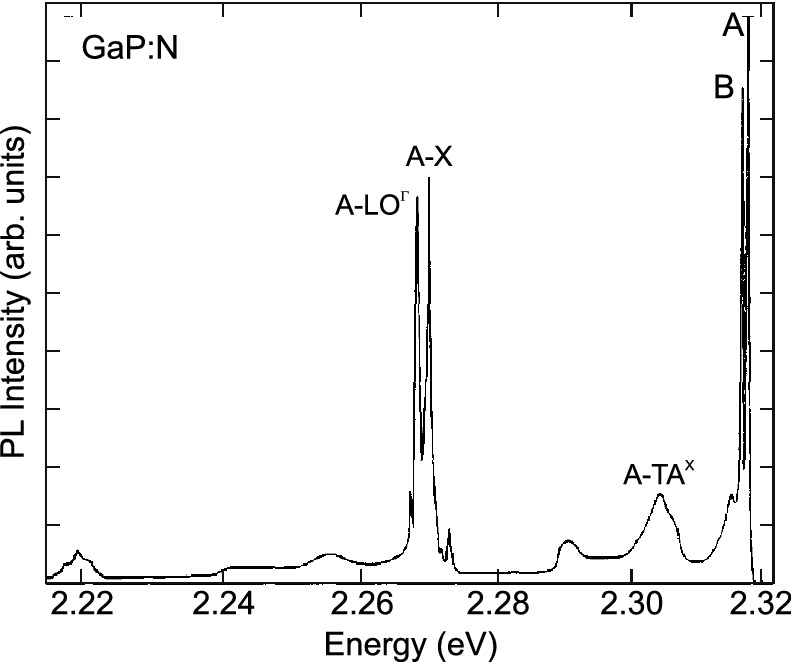 GaP:N
A
B
A-X
A-LO^Γ
A-TA^X
PL Intensity (arb. units)
2.22 2.24 2.26 2.28 2.30 2.32
Energy (eV)